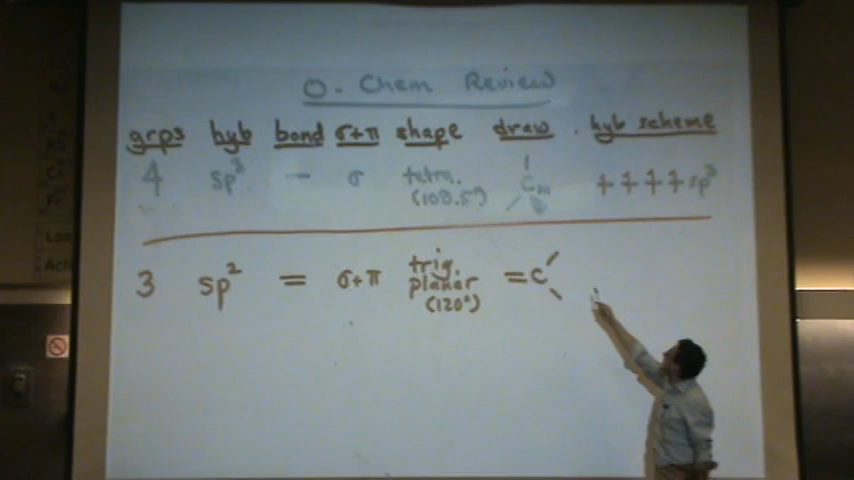 O. Chem Review
grps hyb bond σ+π shape draw hyb scheme
4 sp³ — σ tetra. (109.5°) C sp³
3 sp² = σ+π trig. planar (120°) =C